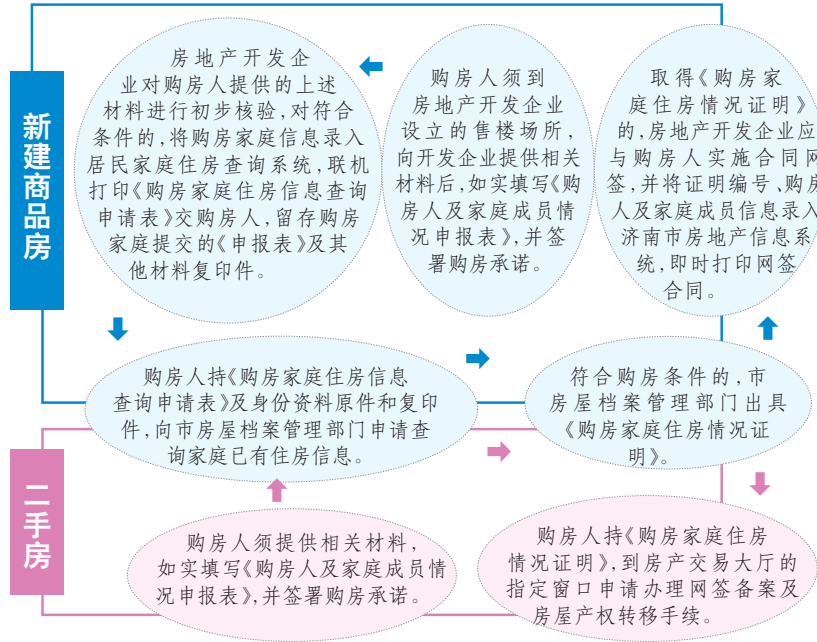 新建商品房
房地产开发企
业对购房人提供的上述
材料进行初步核验,对符合
条件的,将购房家庭信息录入
居民家庭住房查询系统,联机
打印《购房家庭住房信息查询
申请表》交购房人,留存购房
家庭提交的《申报表》及其
他材料复印件。
购房人须到
房地产开发企业
设立的售楼场所,
向开发企业提供相关
材料后,如实填写《购
房人及家庭成员情
况申报表》,并签
署购房承诺。
取得《购房家
庭住房情况证明》
的,房地产开发企业应
与购房人实施合同网
签,并将证明编号、购房
人及家庭成员信息录入
济南市房地产信息系
统,即时打印网签
合同。
购房人持《购房家庭住房信息
查询申请表》及身份资料原件和复印
件,向市房屋档案管理部门申请查
询家庭已有住房信息。
符合购房条件的,市
房屋档案管理部门出具
《购房家庭住房情况证
明》。
二手房
购房人须提供相关材料,
如实填写《购房人及家庭成员情
况申报表》,并签署购房承诺。
购房人持《购房家庭住房
情况证明》,到房产交易大厅的
指定窗口申请办理网签备案及
房屋产权转移手续。